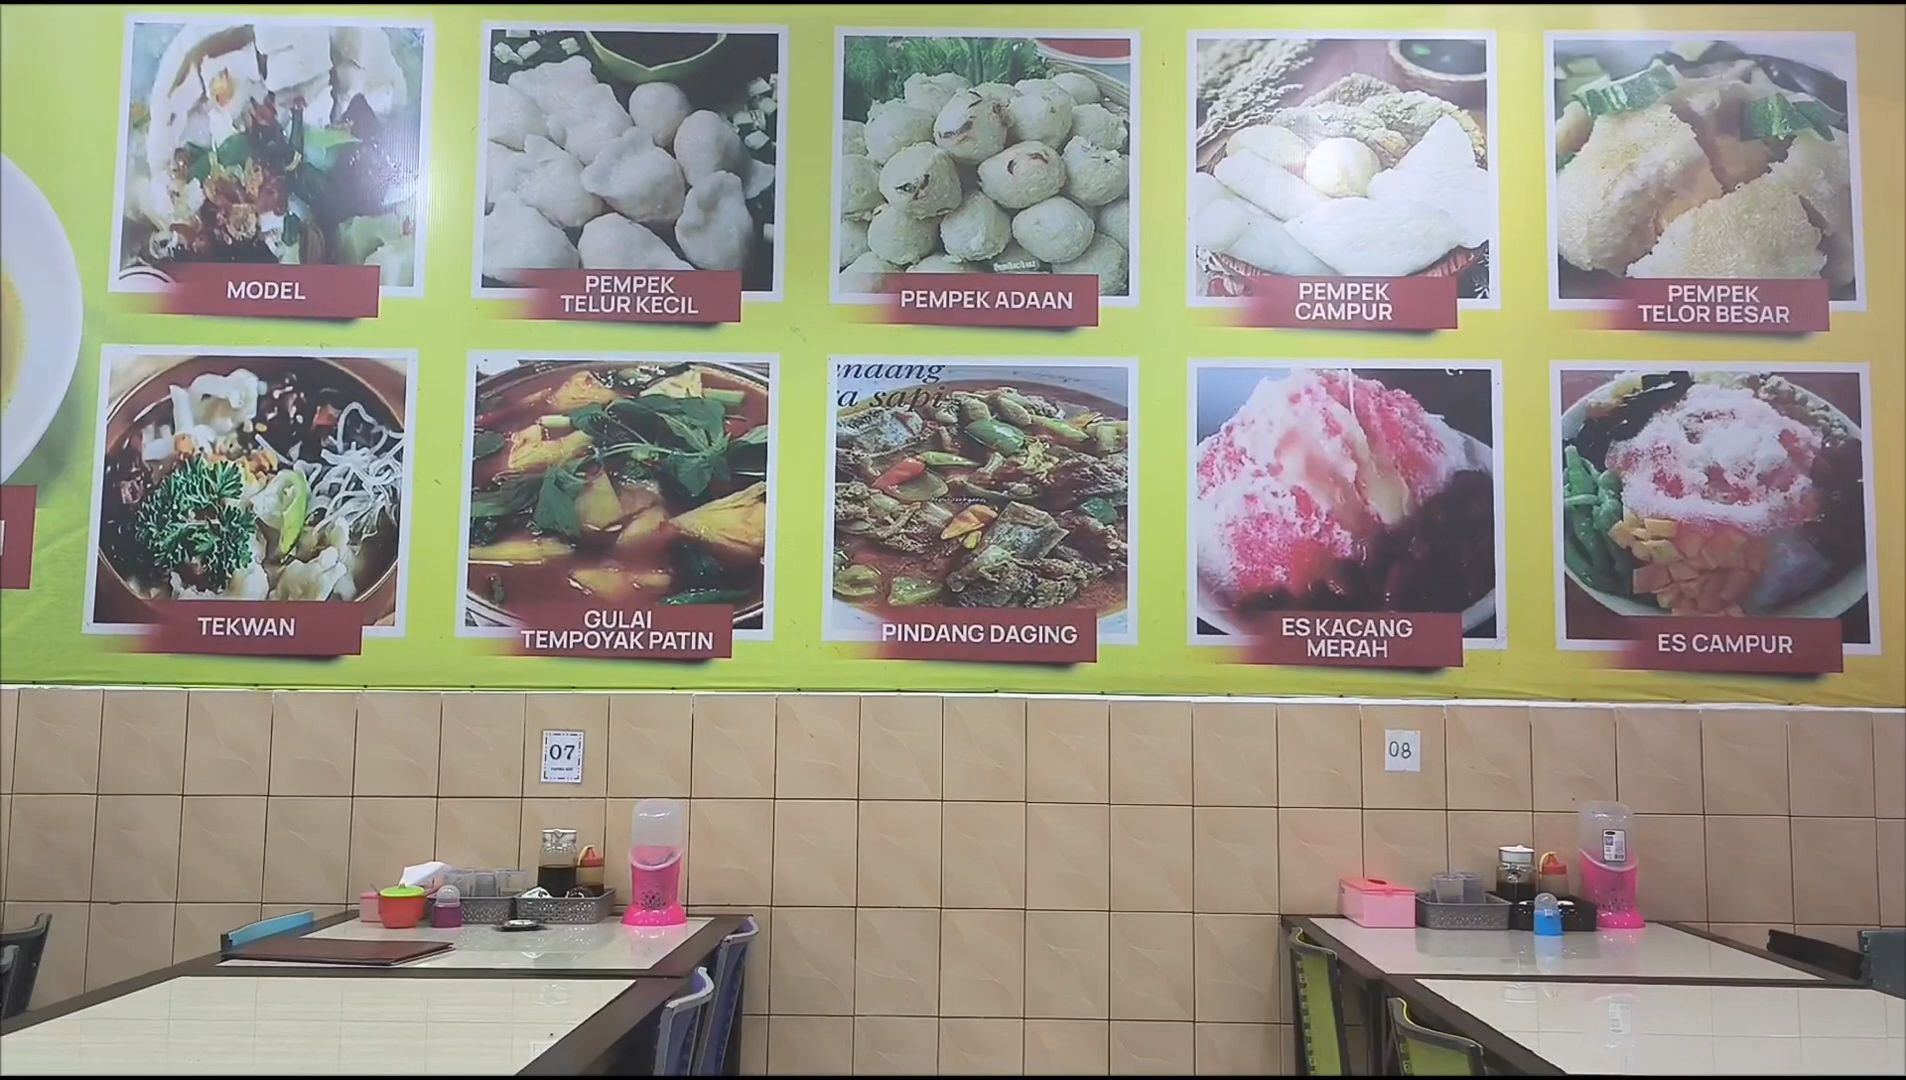 MODEL
PEMPEK
TELUR KECIL
PEMPEK ADAAN
PEMPEK
CAMPUR
PEMPEK
TELOR BESAR
TEKWAN
GULAI
TEMPOYAK PATIN
PINDANG DAGING
ES KACANG
MERAH
ES CAMPUR
07
08